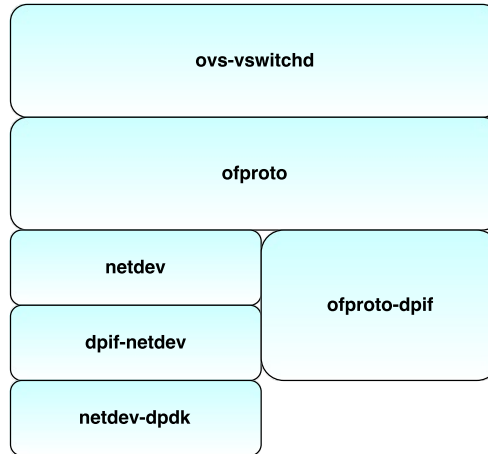 ovs-vswitchd
ofproto
netdev
ofproto-dpif
dpif-netdev
netdev-dpdk